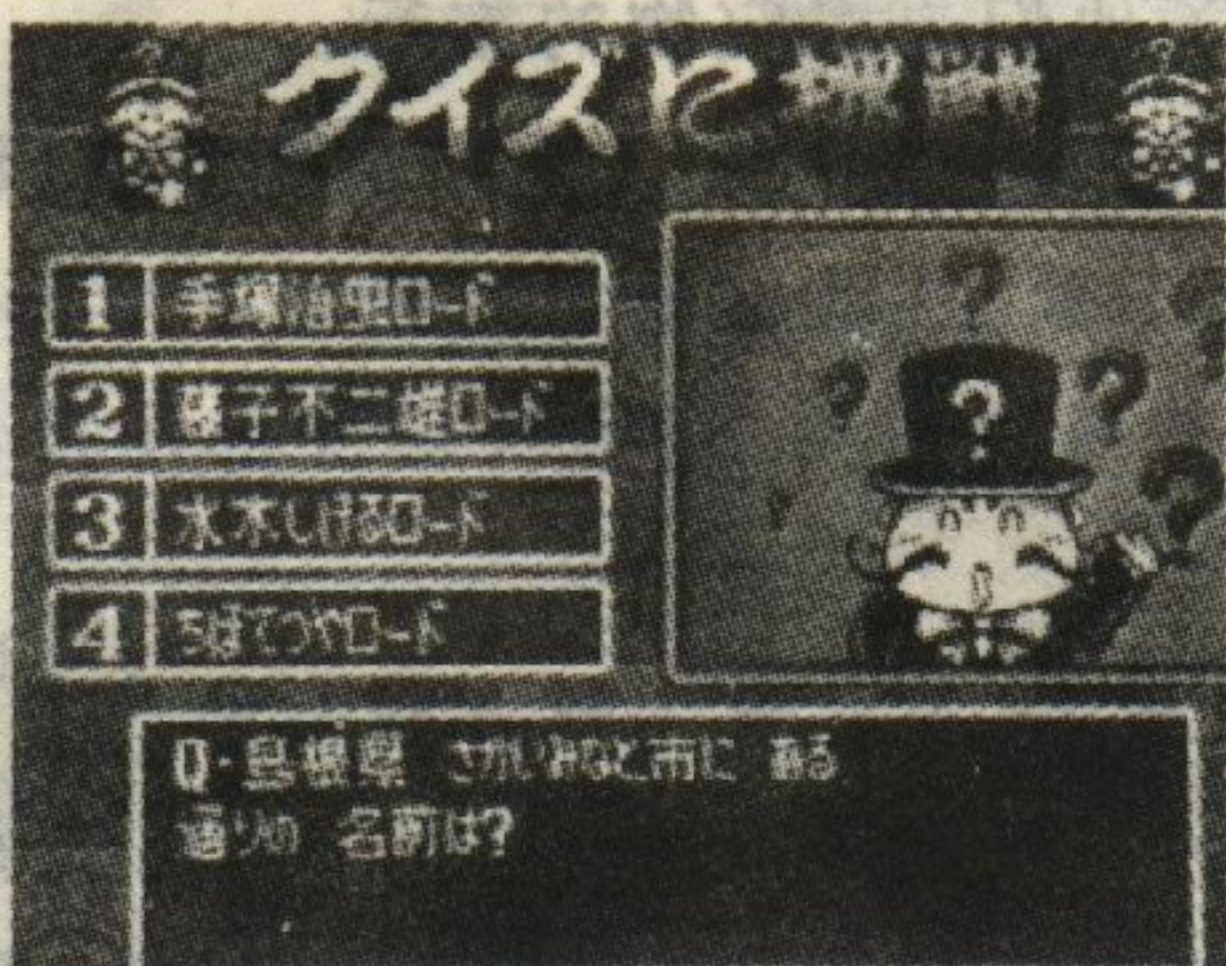 クイズに
1 手塚治虫ロード
2 藤子不二雄ロード
3 水木しげるロード
4 ちばてつやロード
Q・島根県 さかいみなと市に ある
通りの 名前は?